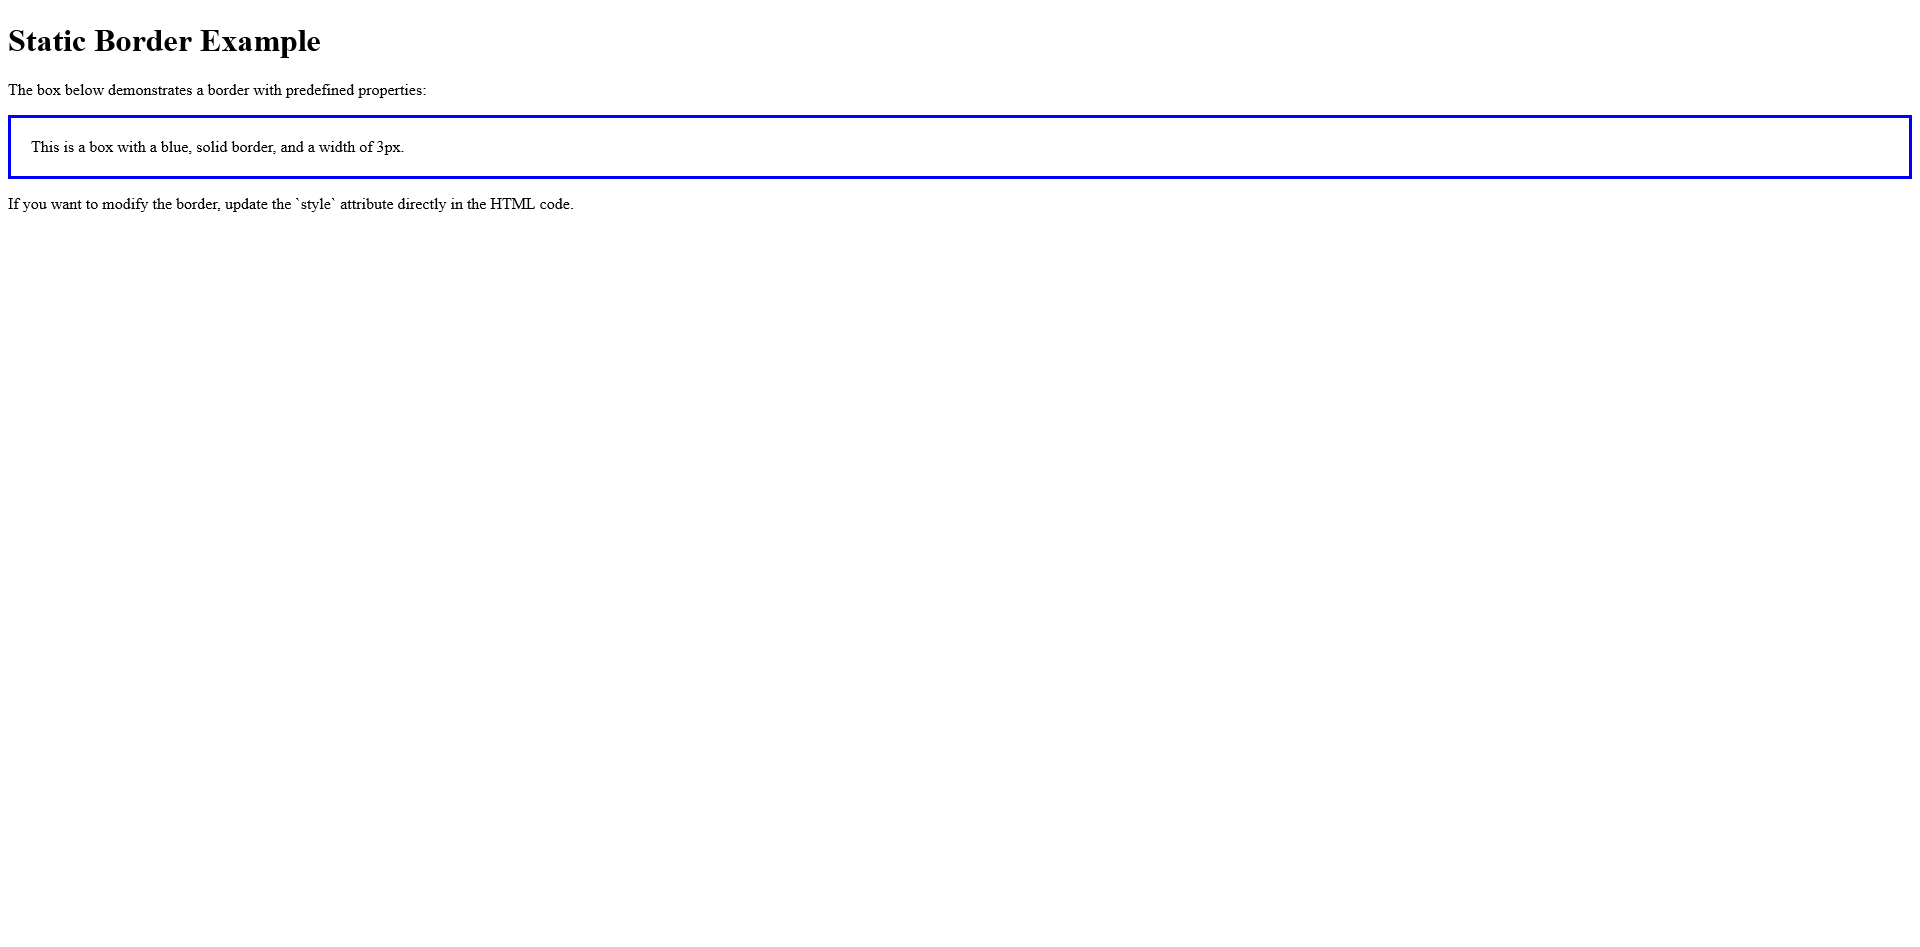 Static Border Example
The box below demonstrates a border with predefined properties:
This is a box with a blue, solid border, and a width of 3px.
If you want to modify the border, update the `style` attribute directly in the HTML code.